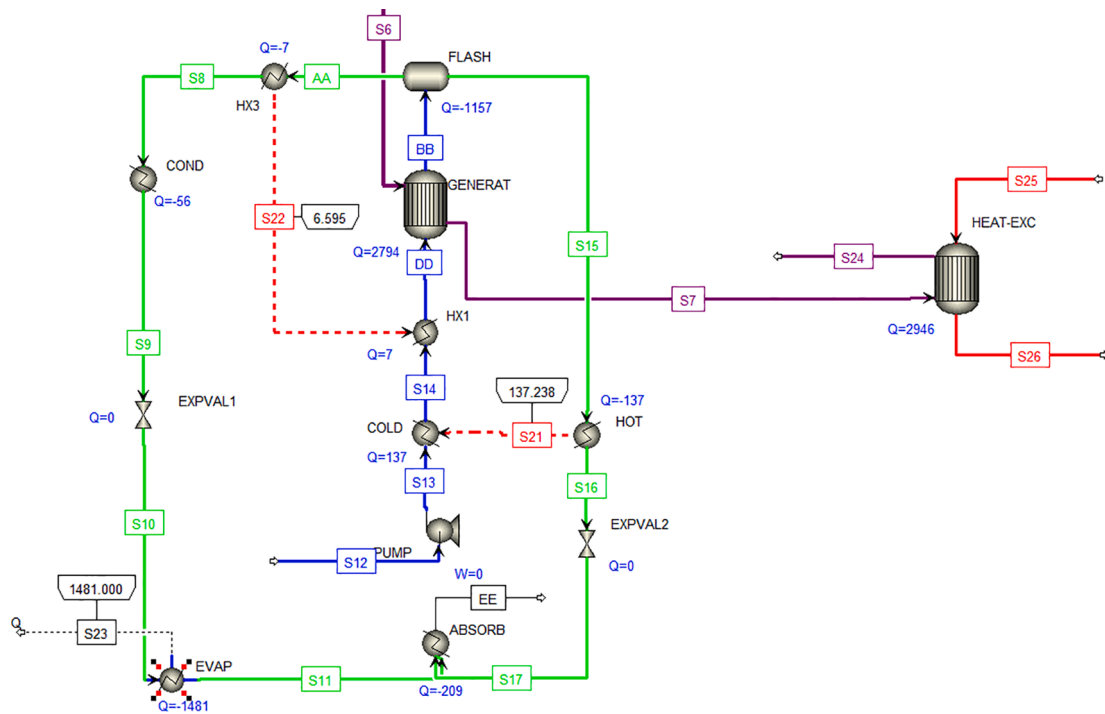 S6
FLASH
Q=-7
S8
AA
HX3
Q=-1157
BB
COND
GENERAT
Q=-56
S22
6.595
S25
HEAT-EXC
S15
S24
Q=2794
DD
S7
HX1
Q=2946
S9
Q=7
S26
S14
137.238
EXPVAL1
Q=-137
Q=0
COLD
S21
HOT
Q=137
S13
S16
S10
EXPVAL2
PUMP
S12
Q=0
W=0
1481.000
EE
Q
S23
ABSORB
EVAP
S11
S17
Q=-209
Q=-1481